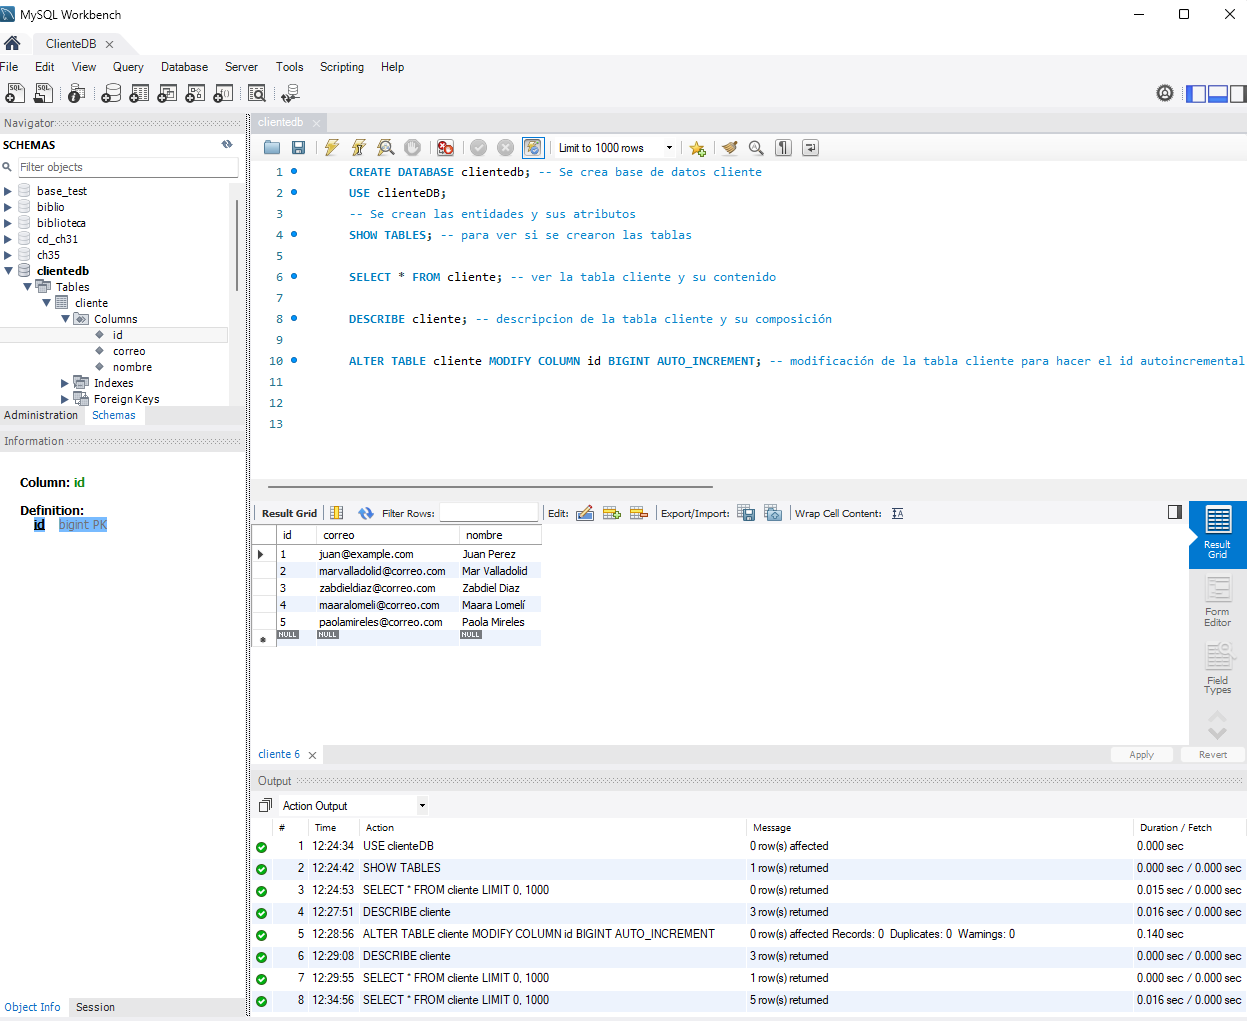 MySQL Workbench
ClienteDB
File Edit View Query Database Server Tools Scripting Help
Navigator
SCHEMAS
Filter objects
base_test
biblio
biblioteca
cd_ch31
ch35
clientedb
Tables
cliente
Columns
id
correo
nombre
Indexes
Foreign Keys
Administration Schemas
Information
Column: id
Definition:
id bigint PK
Object Info Session
clientedb
Limit to 1000 rows
1 CREATE DATABASE clientedb; -- Se crea base de datos cliente
2 USE clienteDB;
3 -- Se crean las entidades y sus atributos
4 SHOW TABLES; -- para ver si se crearon las tablas
5
6 SELECT * FROM cliente; -- ver la tabla cliente y su contenido
7
8 DESCRIBE cliente; -- descripcion de la tabla cliente y su composición
9
10 ALTER TABLE cliente MODIFY COLUMN id BIGINT AUTO_INCREMENT; -- modificación de la tabla cliente para hacer el id autoincremental
11
12
13
Result Grid Filter Rows: Edit: Export/Import: Wrap Cell Content:
id correo nombre
1 juan@example.com Juan Perez
2 marvalladolid@correo.com Mar Valladolid
3 zabdieldiaz@correo.com Zabdiel Diaz
4 maaralomeli@correo.com Maara Lomelí
5 paolamireles@correo.com Paola Mireles
NULL NULL NULL
Result
Grid
Form
Editor
Field
Types
cliente 6
Apply Revert
Output
Action Output
# Time Action Message Duration / Fetch
1 12:24:34 USE clienteDB 0 row(s) affected 0.000 sec
2 12:24:42 SHOW TABLES 1 row(s) returned 0.000 sec / 0.000 sec
3 12:24:53 SELECT * FROM cliente LIMIT 0, 1000 0 row(s) returned 0.015 sec / 0.000 sec
4 12:27:51 DESCRIBE cliente 3 row(s) returned 0.016 sec / 0.000 sec
5 12:28:56 ALTER TABLE cliente MODIFY COLUMN id BIGINT AUTO_INCREMENT 0 row(s) affected Records: 0 Duplicates: 0 Warnings: 0 0.140 sec
6 12:29:08 DESCRIBE cliente 3 row(s) returned 0.000 sec / 0.000 sec
7 12:29:55 SELECT * FROM cliente LIMIT 0, 1000 1 row(s) returned 0.000 sec / 0.000 sec
8 12:34:56 SELECT * FROM cliente LIMIT 0, 1000 5 row(s) returned 0.016 sec / 0.000 sec